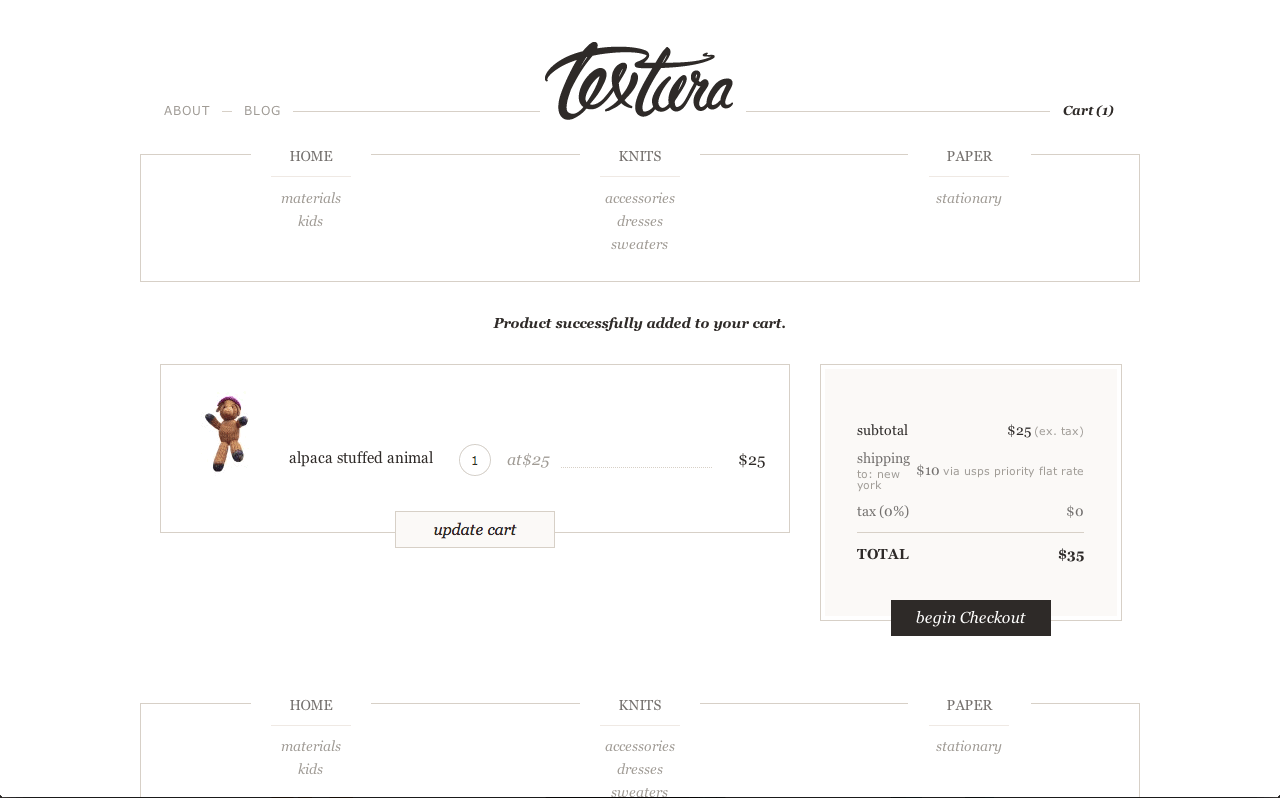 Textura
ABOUT — BLOG
Cart (1)
HOME
materials
kids
KNITS
accessories
dresses
sweaters
PAPER
stationary
Product successfully added to your cart.
alpaca stuffed animal 1 at$25 $25
update cart
subtotal $25 (ex. tax)
shipping
to: new
york
$10 via usps priority flat rate
tax (0%) $0
TOTAL $35
begin Checkout
HOME
materials
kids
KNITS
accessories
dresses
sweaters
PAPER
stationary